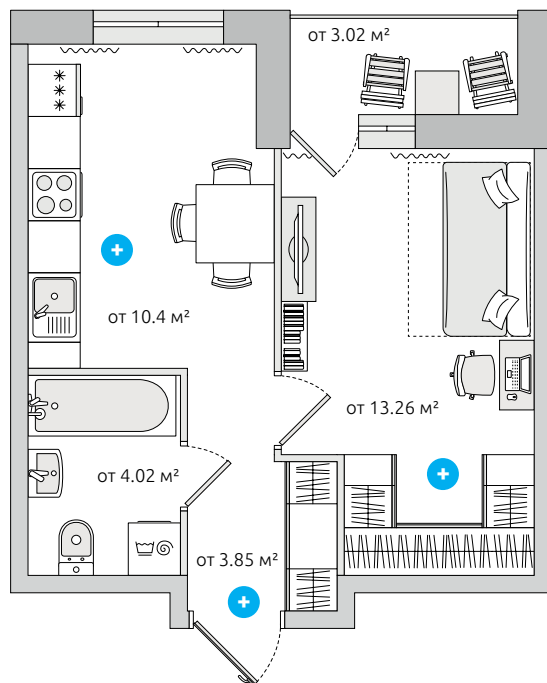 от 3.02 м²
от 10.4 м²
от 13.26 м²
от 4.02 м²
от 3.85 м²